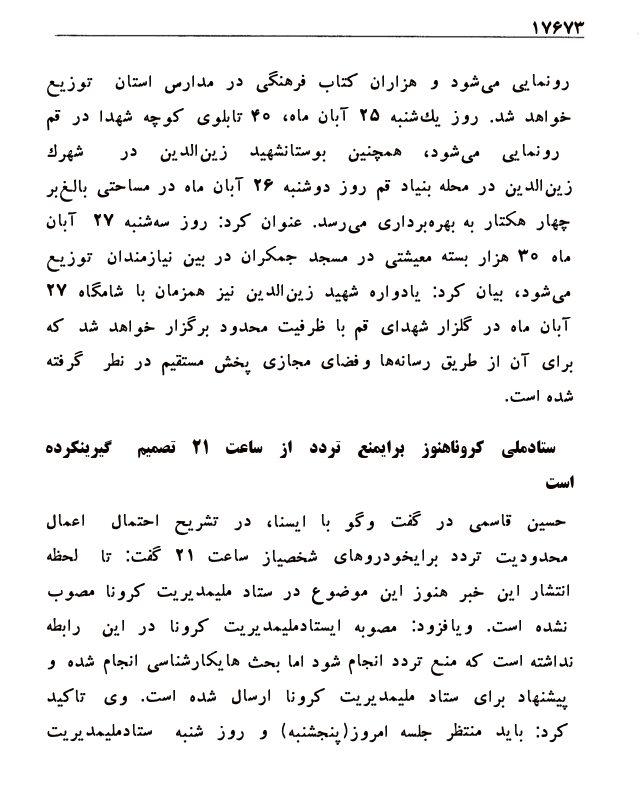 ۱۷۶۷۳
رونمایی می‌شود و هزاران کتاب فرهنگی در مدارس استان توزیع
خواهد شد. روز یك‌شنبه ۲۵ آبان ماه، ۴۰ تابلوی کوچه شهدا در قم
رونمایی می‌شود، همچنین بوستانشهید زین‌الدین در شهرك
زین‌الدین در محله بنیاد قم روز دوشنبه ۲۶ آبان ماه در مساحتی بالغ‌بر
چهار هکتار به بهره‌برداری می‌رسد. عنوان کرد: روز سه‌شنبه ۲۷ آبان
ماه ۳۰ هزار بسته معیشتی در مسجد جمکران در بین نیازمندان توزیع
می‌شود، بیان کرد: یادواره شهید زین‌الدین نیز همزمان با شامگاه ۲۷
آبان ماه در گلزار شهدای قم با ظرفیت محدود برگزار خواهد شد که
برای آن از طریق رسانه‌ها وفضای مجازی پخش مستقیم در نطر گرفته
شده است.
ستادملی کروناهنوز برایمنع تردد از ساعت ۲۱ تصمیم گیرینکرده
است
حسین قاسمی در گفت وگو با ایسنا، در تشریح احتمال اعمال
محدودیت تردد برایخودروهای شخصیاز ساعت ۲۱ گفت: تا لحظه
انتشار این خبر هنوز این موضوع در ستاد ملیمدیریت کرونا مصوب
نشده است. ویافزود: مصوبه ایستادملیمدیریت کرونا در این رابطه
نداشته است که منع تردد انجام شود اما بحث هایکارشناسی انجام شده و
پیشنهاد برای ستاد ملیمدیریت کرونا ارسال شده است. وی تاکید
کرد: باید منتظر جلسه امروز(پنجشنبه) و روز شنبه ستادملیمدیریت